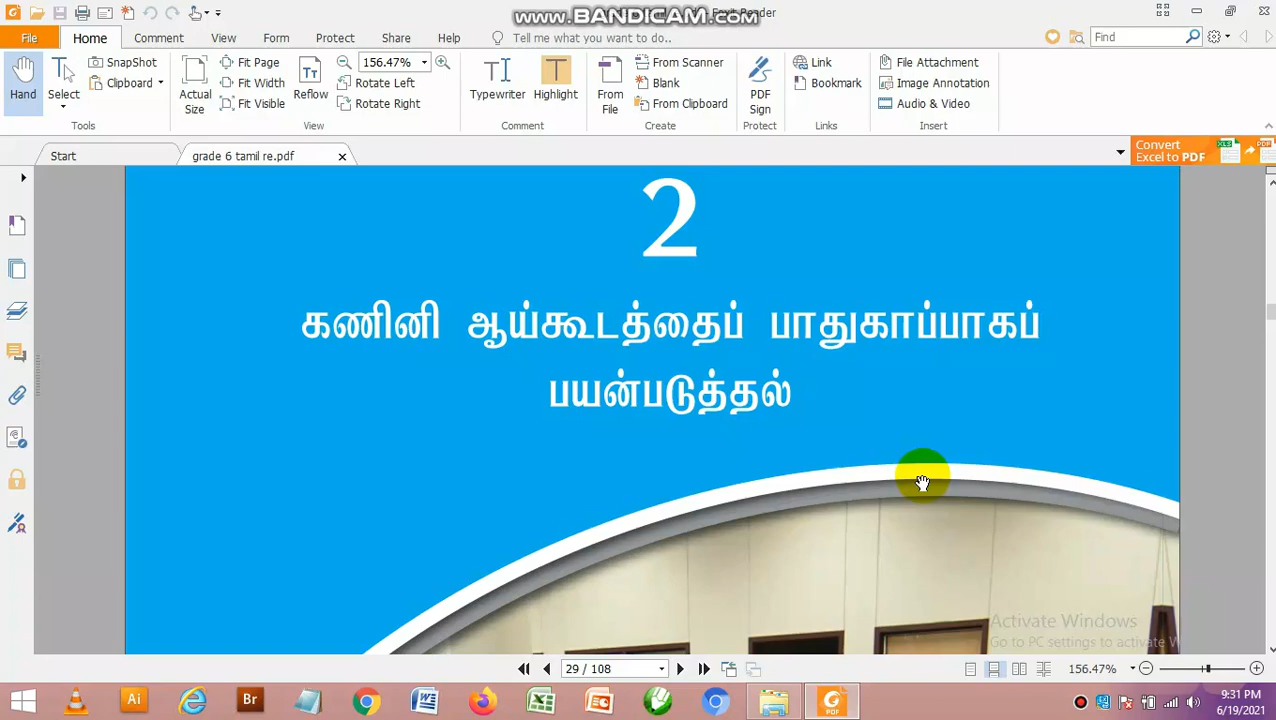 www.BANDICAM.com
Foxit Reader
File Home Comment View Form Protect Share Help Tell me what you want to do.. Find
Hand
Select
SnapShot
Clipboard
Tools
Actual Size
Fit Page
Fit Width
Fit Visible
Reflow
156.47%
Rotate Left
Rotate Right
View
Typewriter
Highlight
Comment
From File
From Scanner
Blank
From Clipboard
Create
PDF Sign
Protect
Link
Bookmark
Links
File Attachment
Image Annotation
Audio & Video
Insert
Start
grade 6 tamil re.pdf
Convert
Excel to PDF
2
கணினி ஆய்கூடத்தைப் பாதுகாப்பாகப்
பயன்படுத்தல்
Activate Windows
Go to PC settings to activate W
29 / 108
156.47%
Ai
Br
PDF
9:31 PM
6/19/2021